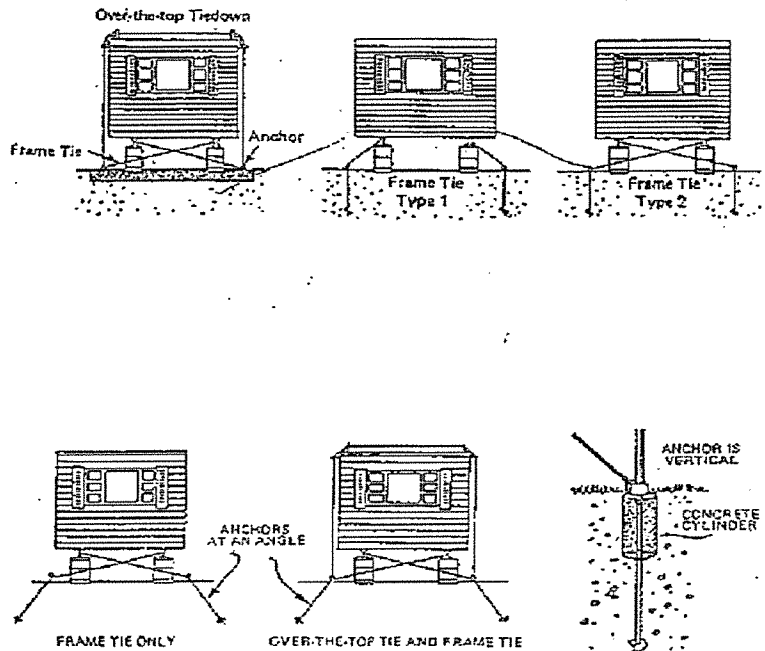 Over-the-top Tiedown
Frame Tie
Anchor
Frame Tie
Type 1
Frame Tie
Type 2
ANCHORS
AT AN ANGLE
ANCHOR IS
VERTICAL
CONCRETE
CYLINDER
FRAME TIE ONLY
OVER-THE-TOP TIE AND FRAME TIE